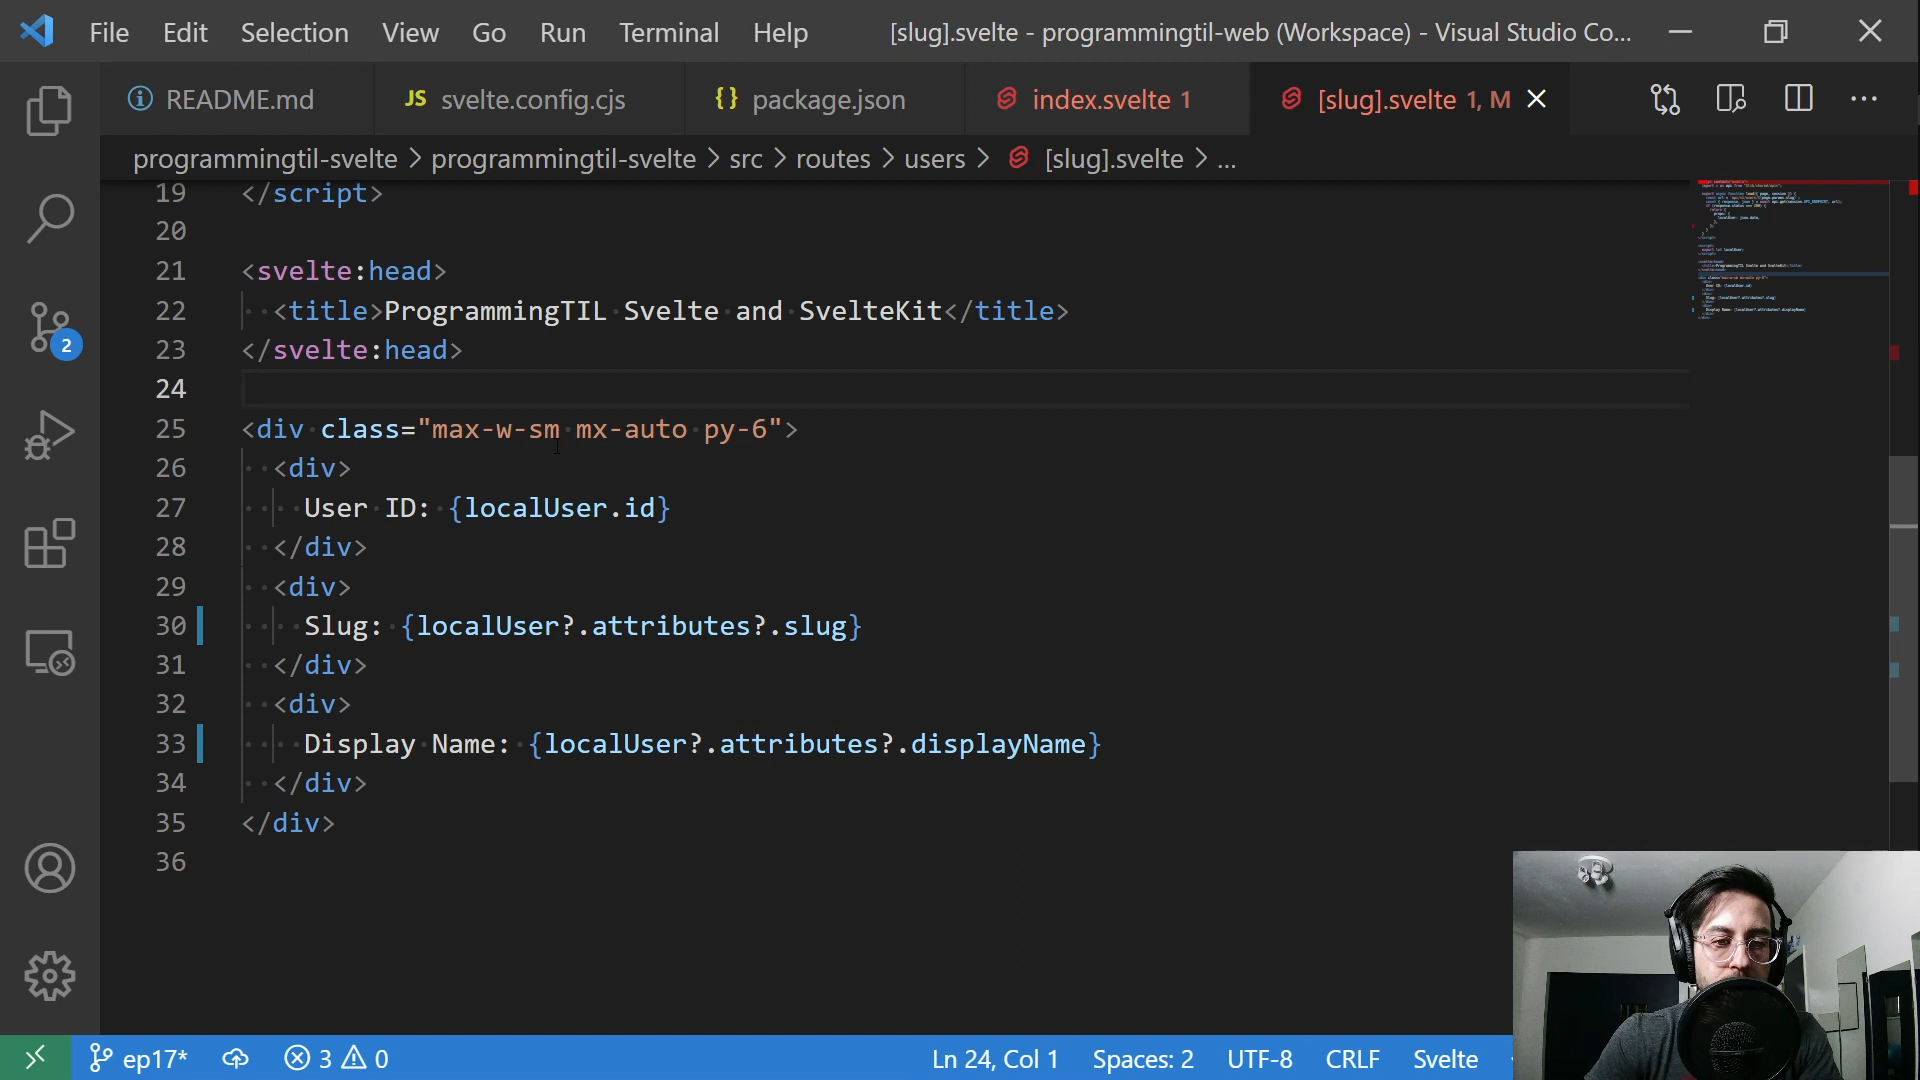 File Edit Selection View Go Run Terminal Help [slug].svelte - programmingtil-web (Workspace) - Visual Studio Co...
README.md JS svelte.config.cjs {} package.json index.svelte 1 [slug].svelte 1, M
programmingtil-svelte > programmingtil-svelte > src > routes > users > [slug].svelte > ...
19 </script>
20
21 <svelte:head>
22 <title>ProgrammingTIL Svelte and SvelteKit</title>
23 </svelte:head>
24
25 <div class="max-w-sm mx-auto py-6">
26 <div>
27 User ID: {localUser.id}
28 </div>
29 <div>
30 Slug: {localUser?.attributes?.slug}
31 </div>
32 <div>
33 Display Name: {localUser?.attributes?.displayName}
34 </div>
35 </div>
36
2
ep17* 3 0 Ln 24, Col 1 Spaces: 2 UTF-8 CRLF Svelte